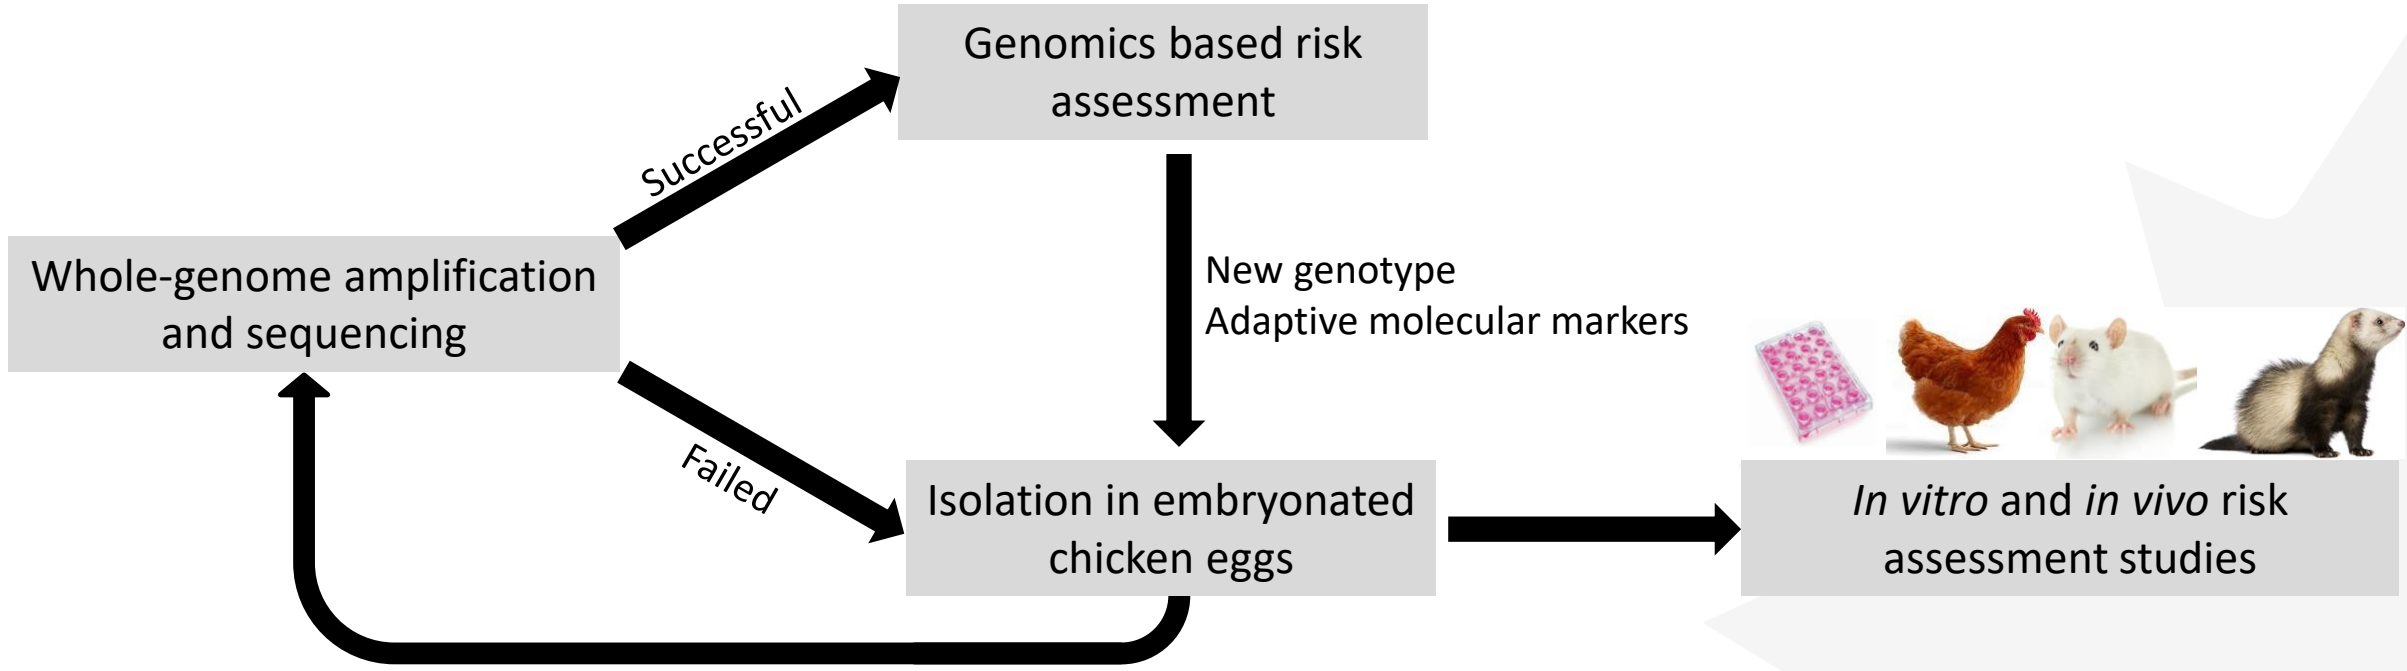 Genomics based risk
assessment
Successful
Whole-genome amplification
and sequencing
New genotype
Adaptive molecular markers
Failed
Isolation in embryonated
chicken eggs
In vitro and in vivo risk
assessment studies